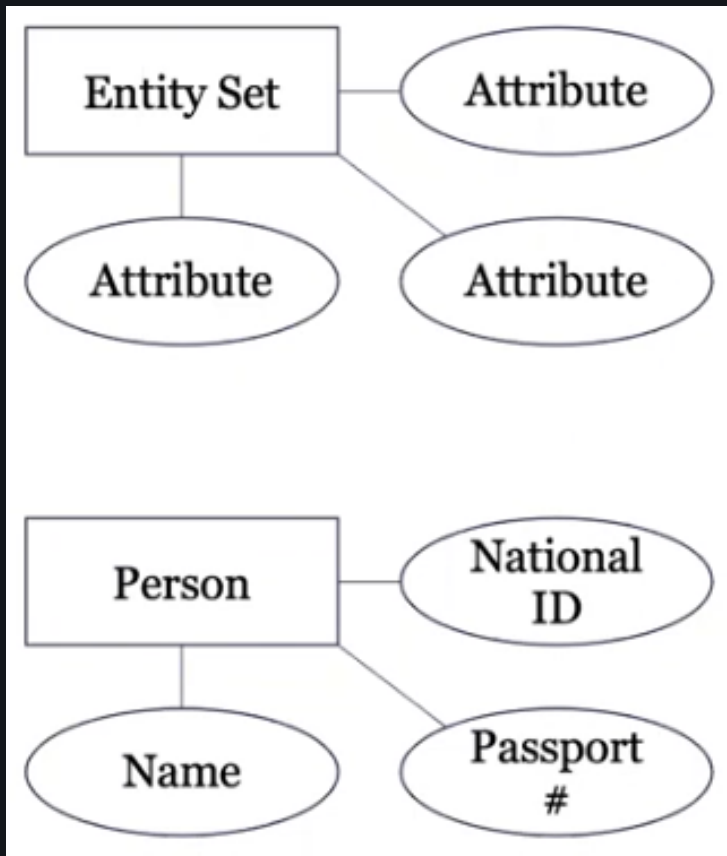 Entity Set
Attribute
Attribute
Attribute
Person
National
ID
Name
Passport
#